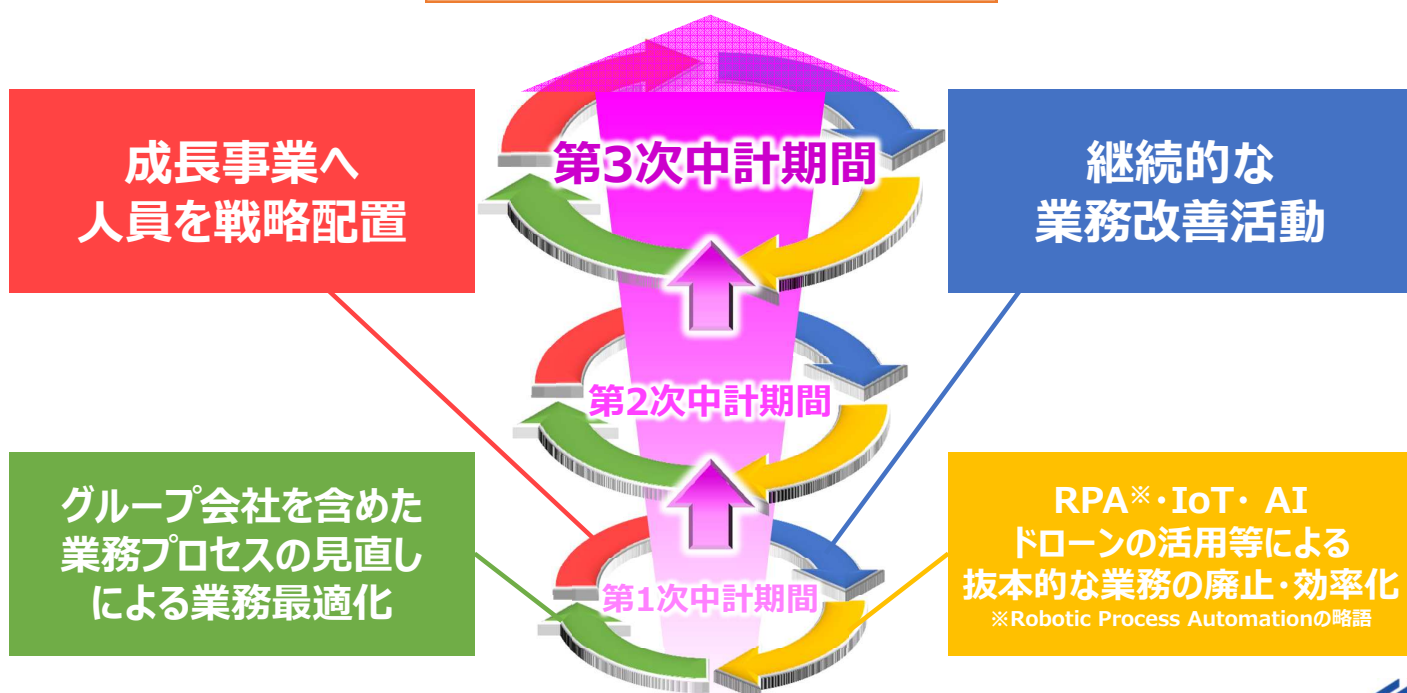 成長事業へ
人員を戦略配置
継続的な
業務改善活動
第3次中計期間
第2次中計期間
第1次中計期間
グループ会社を含めた
業務プロセスの見直し
による業務最適化
RPA※・IoT・ AI
ドローンの活用等による
抜本的な業務の廃止・効率化
※Robotic Process Automationの略語